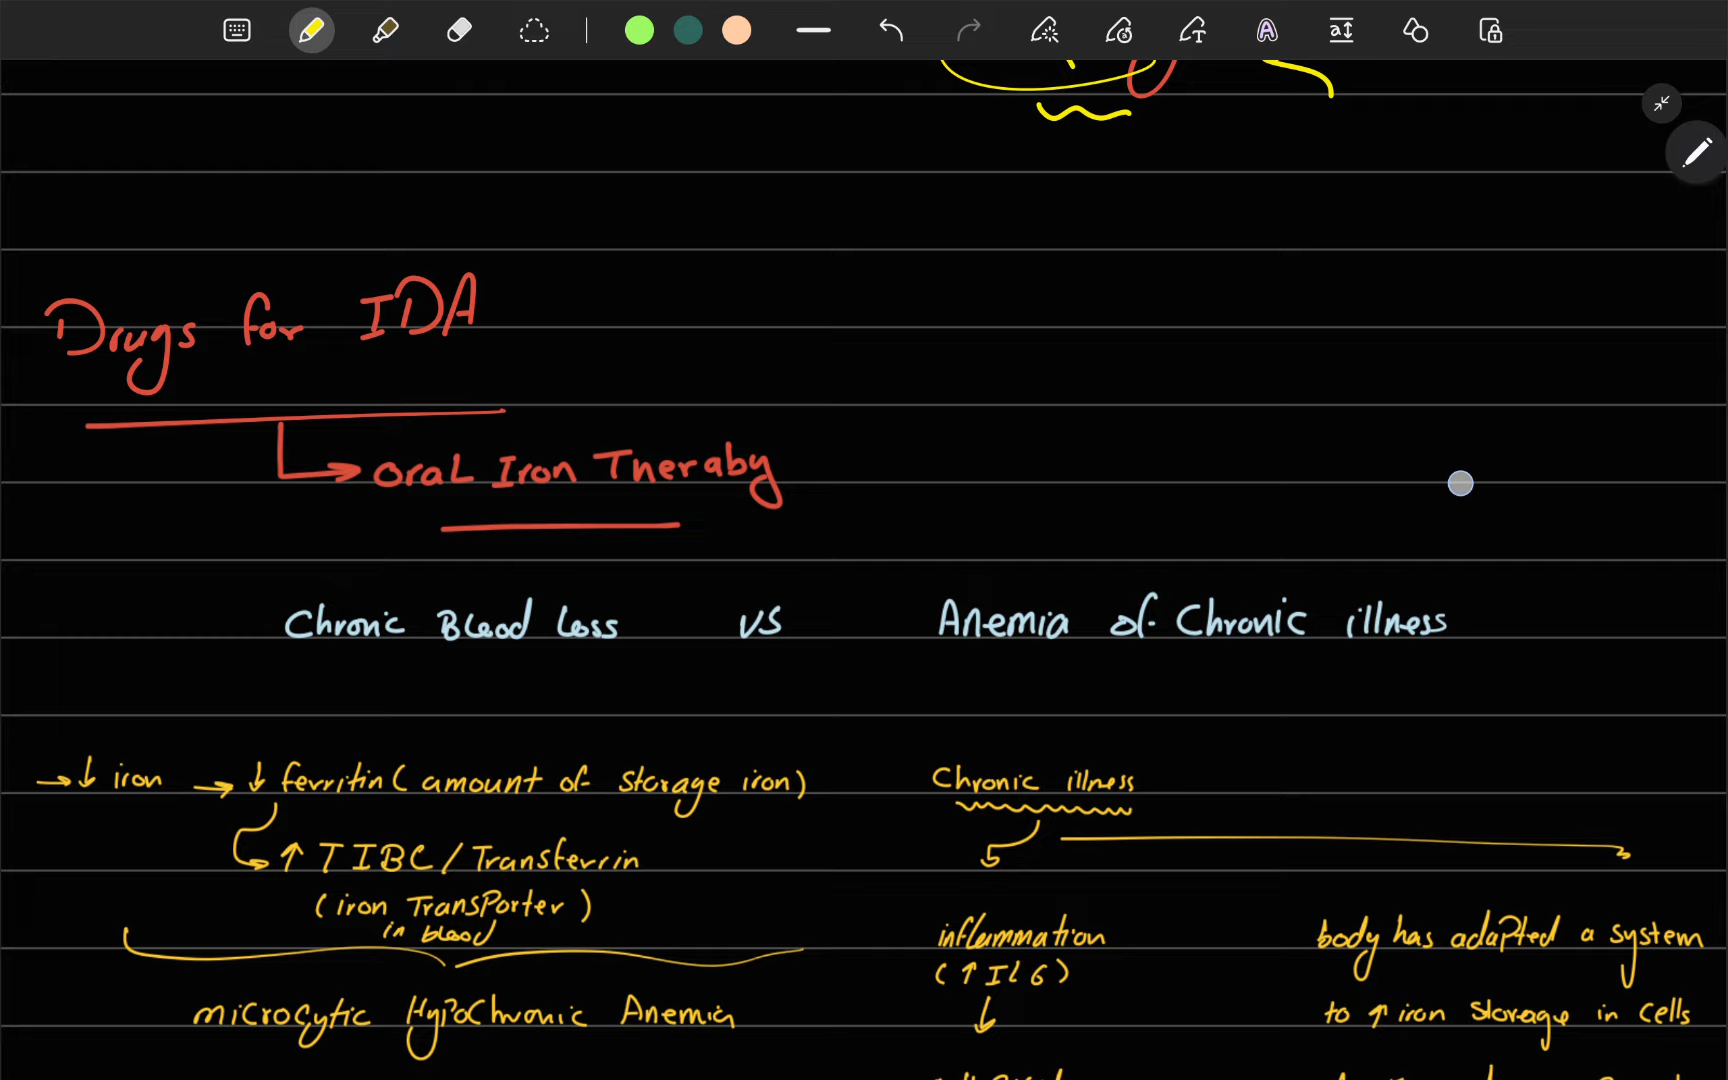 Drugs for IDA
oral Iron Theraby
Chronic Blood Loss vs Anemia of Chronic illness
→ ↓ iron → ↓ ferritin ( amount of storage iron )
↑ TIBC / Transferrin
( iron Transporter )
in blood
microcytic Hypochromic Anemia
Chronic illness
inflammation
( ↑ IL 6 )
↓
body has adapted a system
to ↑ iron storage in cells